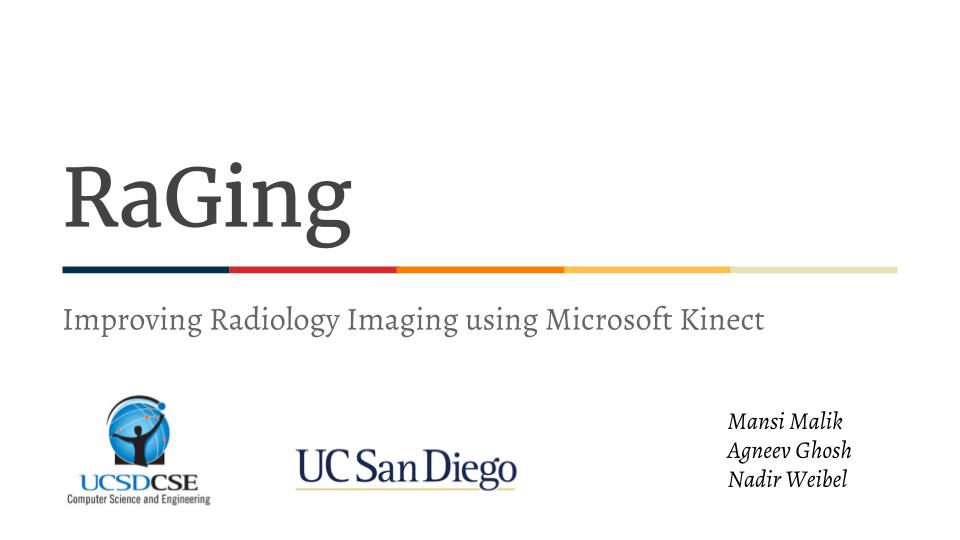 RaGing
Improving Radiology Imaging using Microsoft Kinect
UCSDCSE
Computer Science and Engineering
UC San Diego
Mansi Malik
Agneev Ghosh
Nadir Weibel